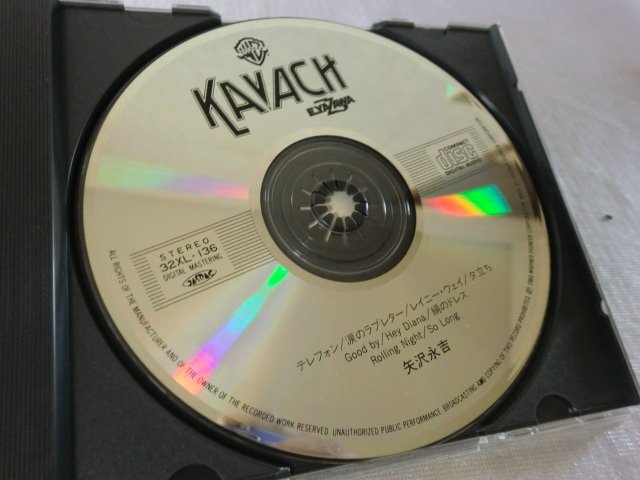 KAVACH
E.YAZAWA
COMPACT
disc
DIGITAL AUDIO
STEREO
32XL-136
DIGITAL MASTERING
テレフォン/涙のラブレター/レイニー・ウェイ/夕立ち
Good by/Hey Diana/絹のドレス
Rolling Night/So Long
矢沢永吉
ALL RIGHTS OF THE MANUFACTURER AND OF THE OWNER OF THE RECORDED WORK RESERVED UNAUTHORIZED PUBLIC PERFORMANCE BROADCASTING AND COPYING OF THIS RECORD PROHIBITED